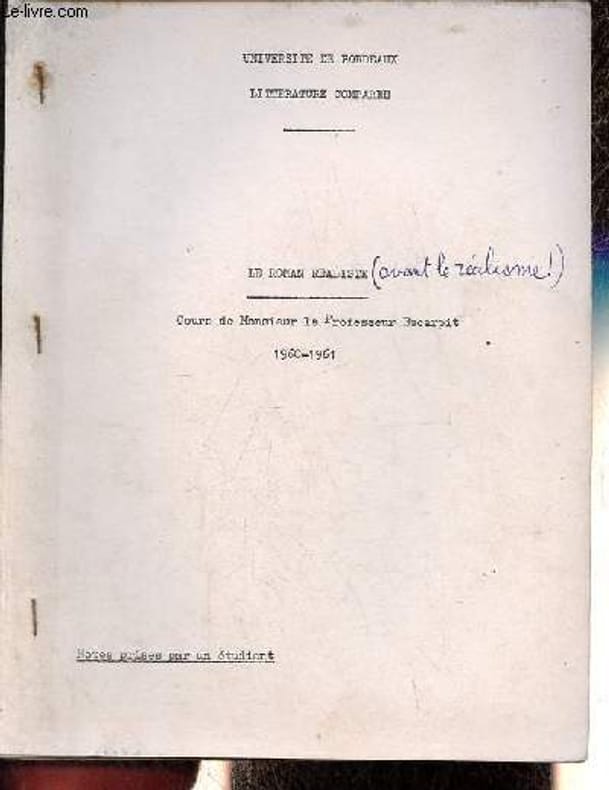 Le-livre.com
UNIVERSITE DE BORDEAUX
LITTERATURE COMPAREE
LE ROMAN REALISTE (avant le réalisme!)
Cours de Monsieur le Professeur Escarpit
1960-1961
Notes prises par un étudiant